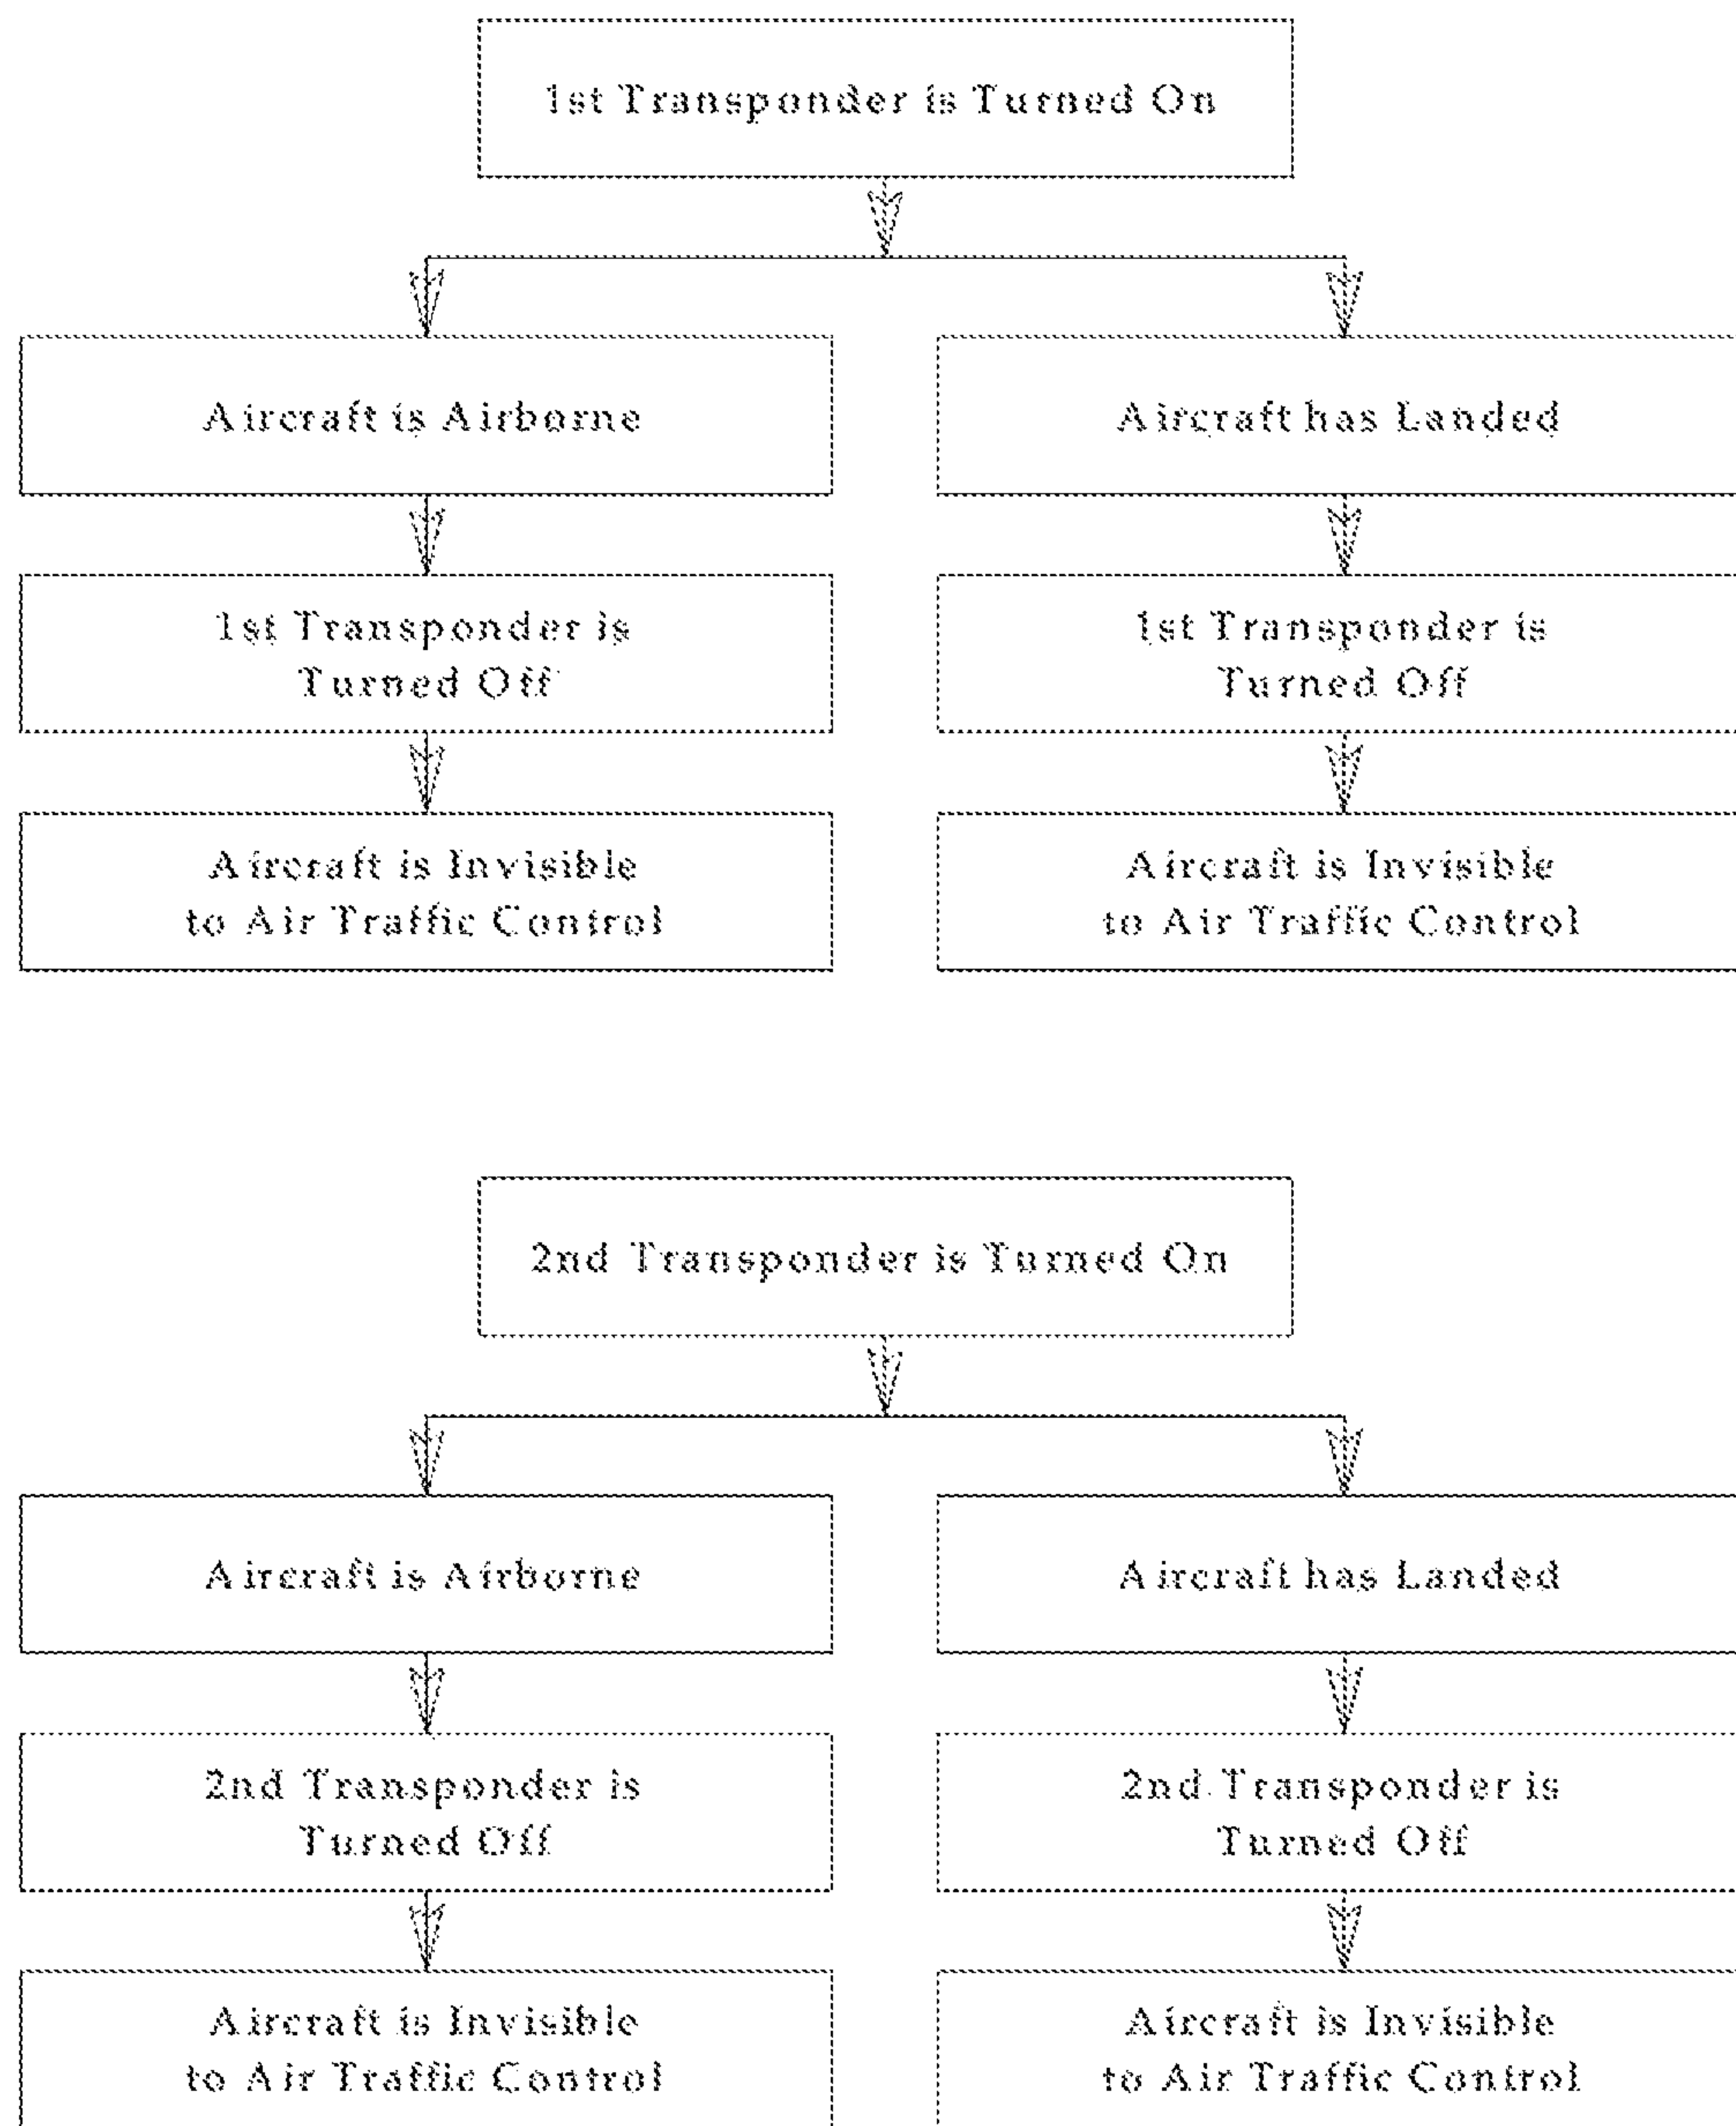 1st Transponder is Turned On
Aircraft is Airborne
Aircraft has Landed
1st Transponder is
Turned Off
1st Transponder is
Turned Off
Aircraft is Invisible
to Air Traffic Control
Aircraft is Invisible
to Air Traffic Control
2nd Transponder is Turned On
Aircraft is Airborne
Aircraft has Landed
2nd Transponder is
Turned Off
2nd Transponder is
Turned Off
Aircraft is Invisible
to Air Traffic Control
Aircraft is Invisible
to Air Traffic Control